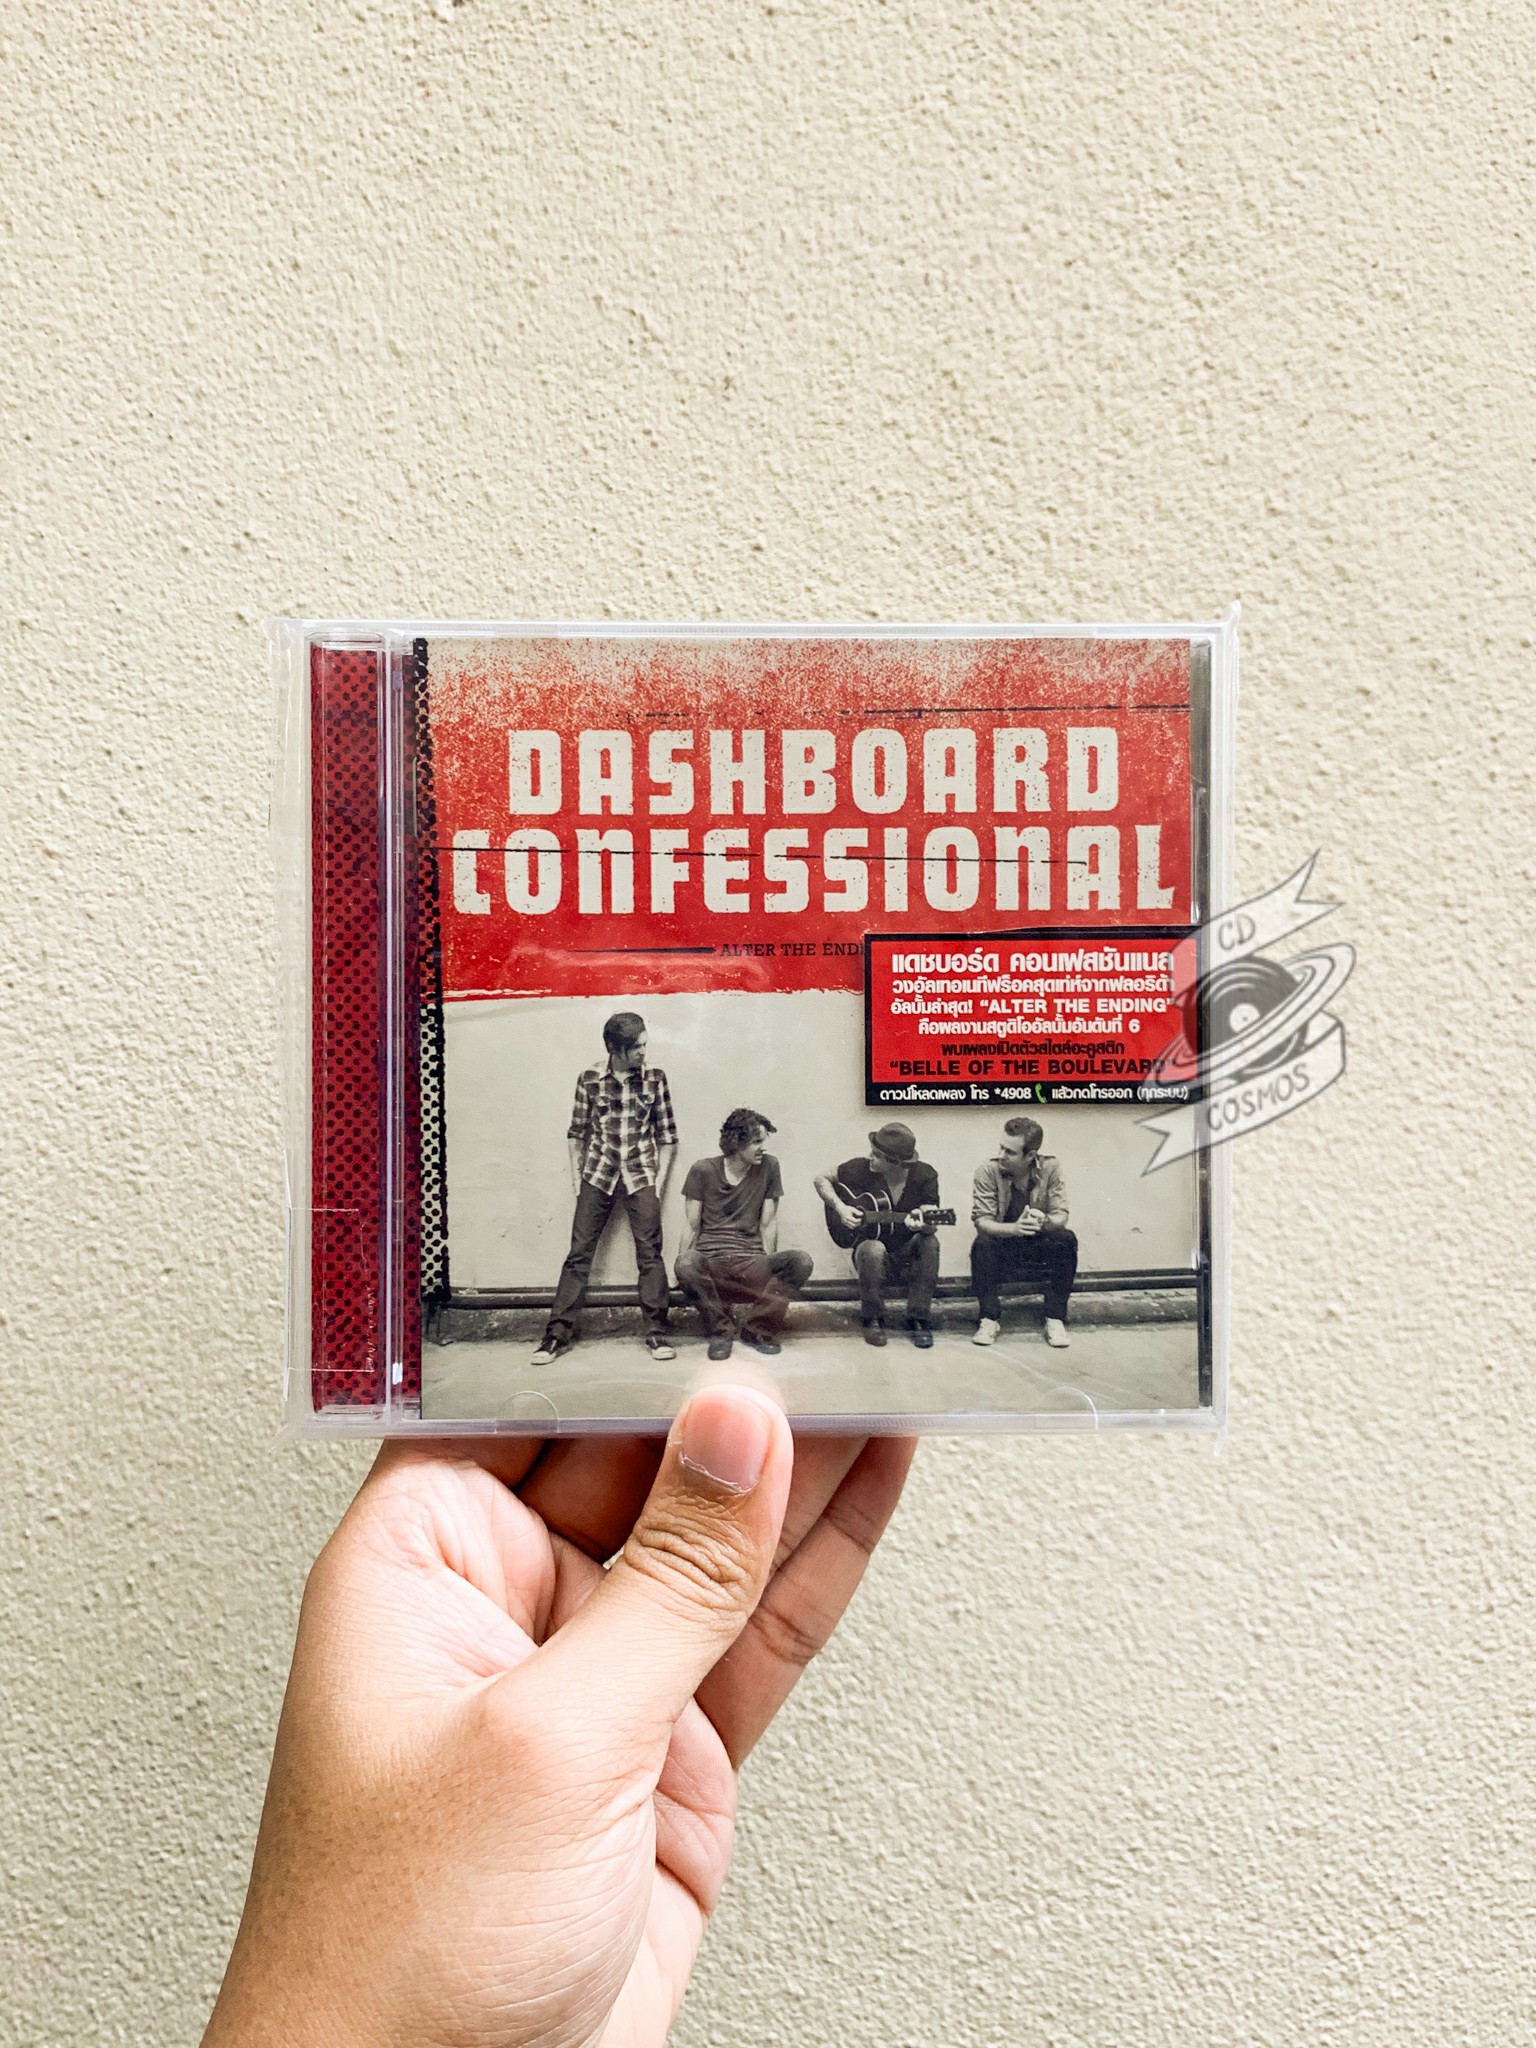 DASHBOARD
CONFESSIONAL
ALTER THE ENDI
แดชบอร์ด คอนเฟสชันแนล
วงอัลเทอเนทีฟร็อคสุดเท่ห์จากฟลอริด้า
อัลบั้มล่าสุด! “ALTER THE ENDING”
คือผลงานสตูดิโออัลบั้มอันดับที่ 6
พบเพลงเปิดตัวสไตล์อะคูสติก
“BELLE OF THE BOULEVARD”
ดาวน์โหลดเพลง โทร *4908 แล้วกดโทรออก (ทุกระบบ)
CD
COSMOS